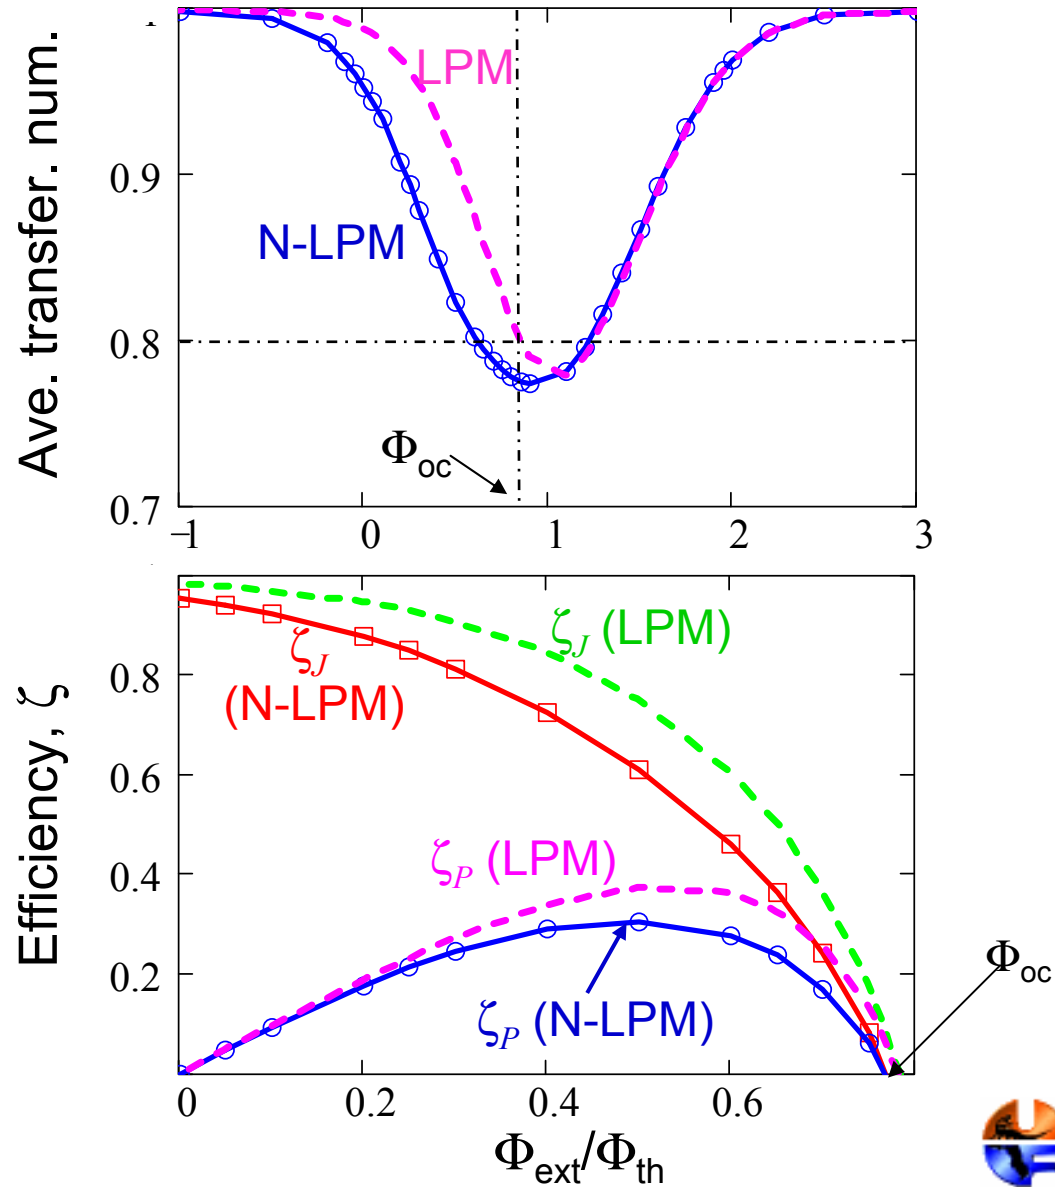 1
Ave. transfer. num.
LPM
0.9
N-LPM
0.8
Φoc
0.7
−1 0 1 2 3
ζJ (LPM)
0.8
ζJ
(N-LPM)
Efficiency, ζ
0.6
ζP (LPM)
0.4
0.2
Φoc
ζP (N-LPM)
0 0.2 0.4 0.6
Φext/Φth